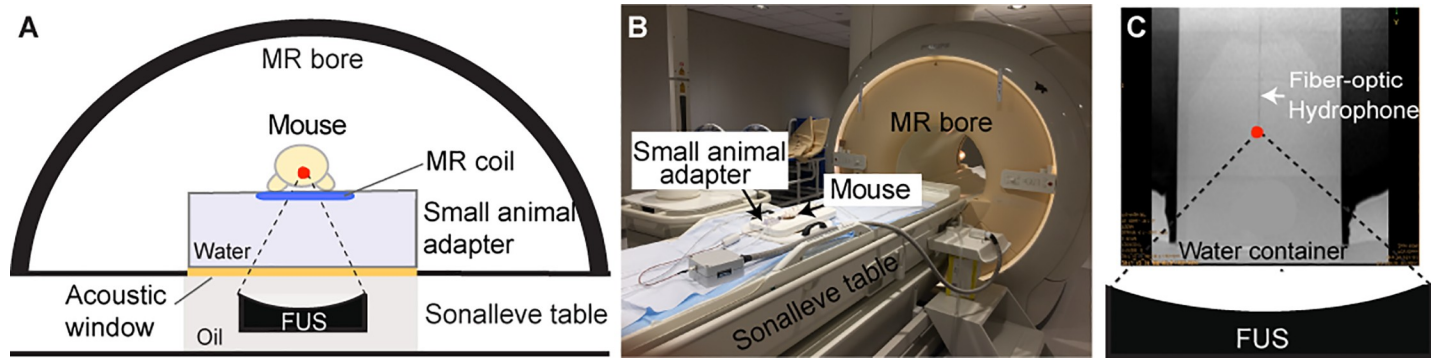 A
MR bore
Mouse
MR coil
Small animal
adapter
Water
Acoustic
window
FUS
Oil
Sonalleve table
B
MR bore
Small animal
adapter
Mouse
Sonalleve table
C
Fiber-optic
Hydrophone
Water container
FUS